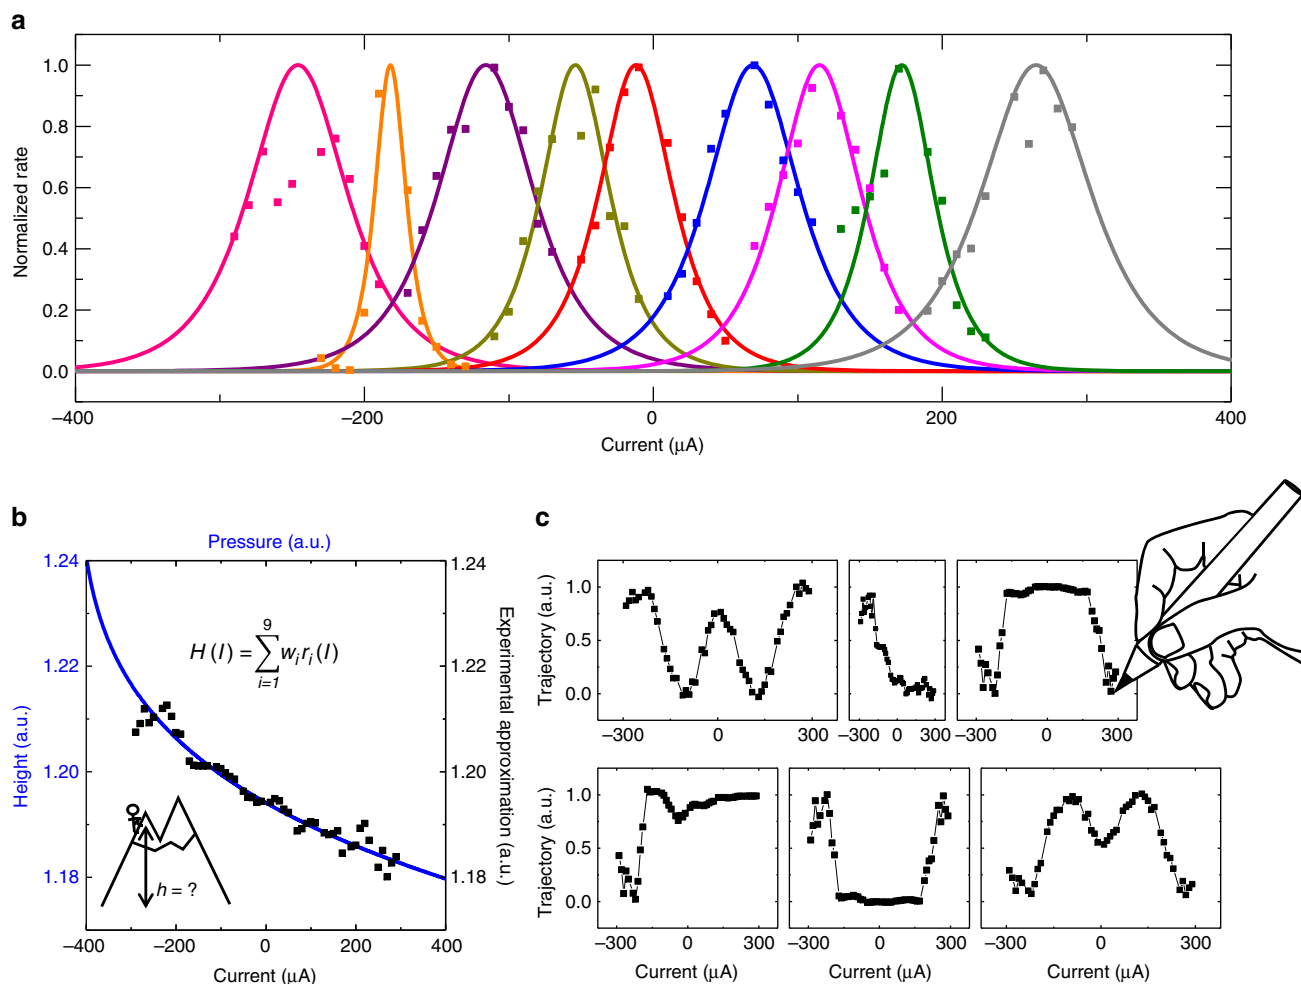 a
Normalized rate
1.0
0.8
0.6
0.4
0.2
0.0
−400 −200 0 200 400
Current (μA)
b
Pressure (a.u.)
Height (a.u.)
1.24
1.22
1.20
1.18
1.24
1.22
1.20
1.18
Experimental approximation (a.u.)
H(I) = ∑ w_i r_i(I)
9
i=1
h = ?
−400 −200 0 200 400
Current (μA)
c
Trajectory (a.u.)
1.0
0.5
0.0
−300 0 300
−300 0 300
−300 0 300
Trajectory (a.u.)
1.0
0.5
0.0
−300 0 300
−300 0 300
−300 0 300
Current (μA) Current (μA) Current (μA)